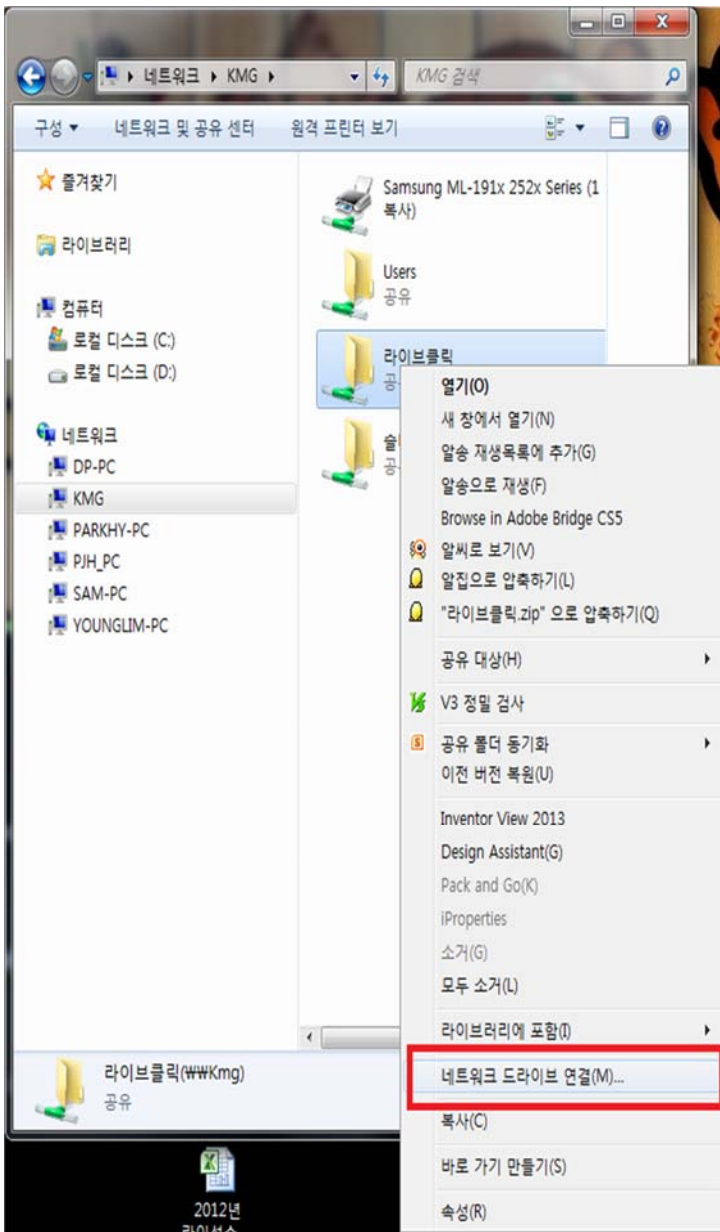 네트워크 ▸ KMG ▸
KMG 검색
구성 ▾ 네트워크 및 공유 센터 원격 프린터 보기
즐겨찾기
라이브러리
컴퓨터
로컬 디스크 (C:)
로컬 디스크 (D:)
네트워크
DP-PC
KMG
PARKHY-PC
PJH_PC
SAM-PC
YOUNGLIM-PC
Samsung ML-191x 252x Series (1
복사)
Users
공유
라이브클릭
공
슬
공
열기(O)
새 창에서 열기(N)
알송 재생목록에 추가(G)
알송으로 재생(F)
Browse in Adobe Bridge CS5
알씨로 보기(V)
알집으로 압축하기(L)
"라이브클릭.zip" 으로 압축하기(Q)
공유 대상(H)
V3 정밀 검사
공유 폴더 동기화
이전 버전 복원(U)
Inventor View 2013
Design Assistant(G)
Pack and Go(K)
iProperties
소거(G)
모두 소거(L)
라이브러리에 포함(I)
네트워크 드라이브 연결(M)...
복사(C)
바로 가기 만들기(S)
속성(R)
라이브클릭(₩₩Kmg)
공유
2012년